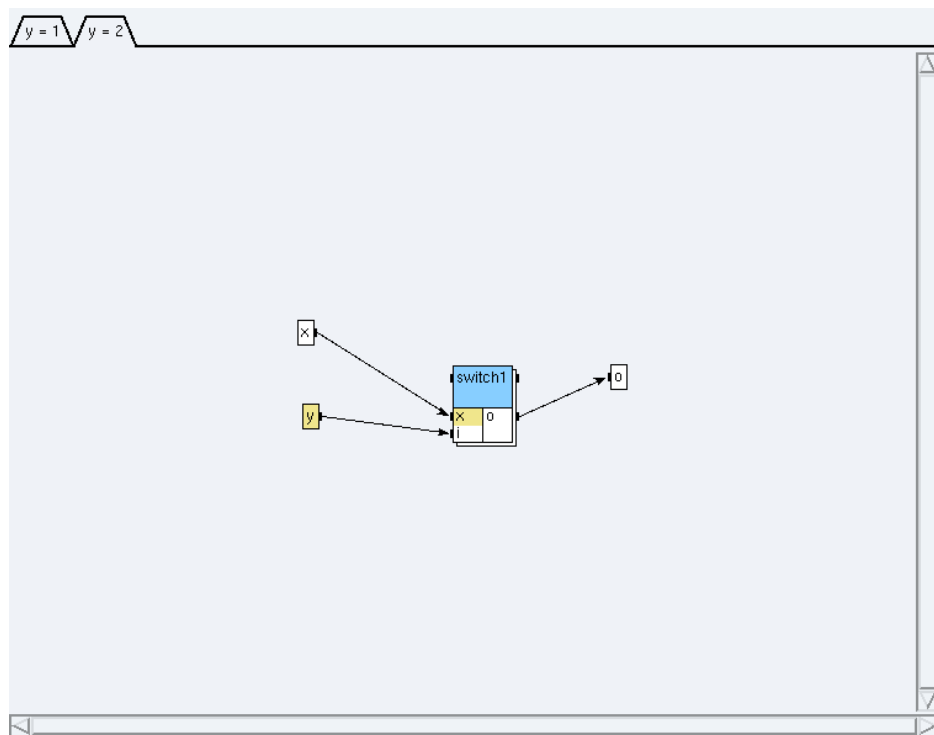 y = 1
y = 2
x
switch1
o
y
x o
i